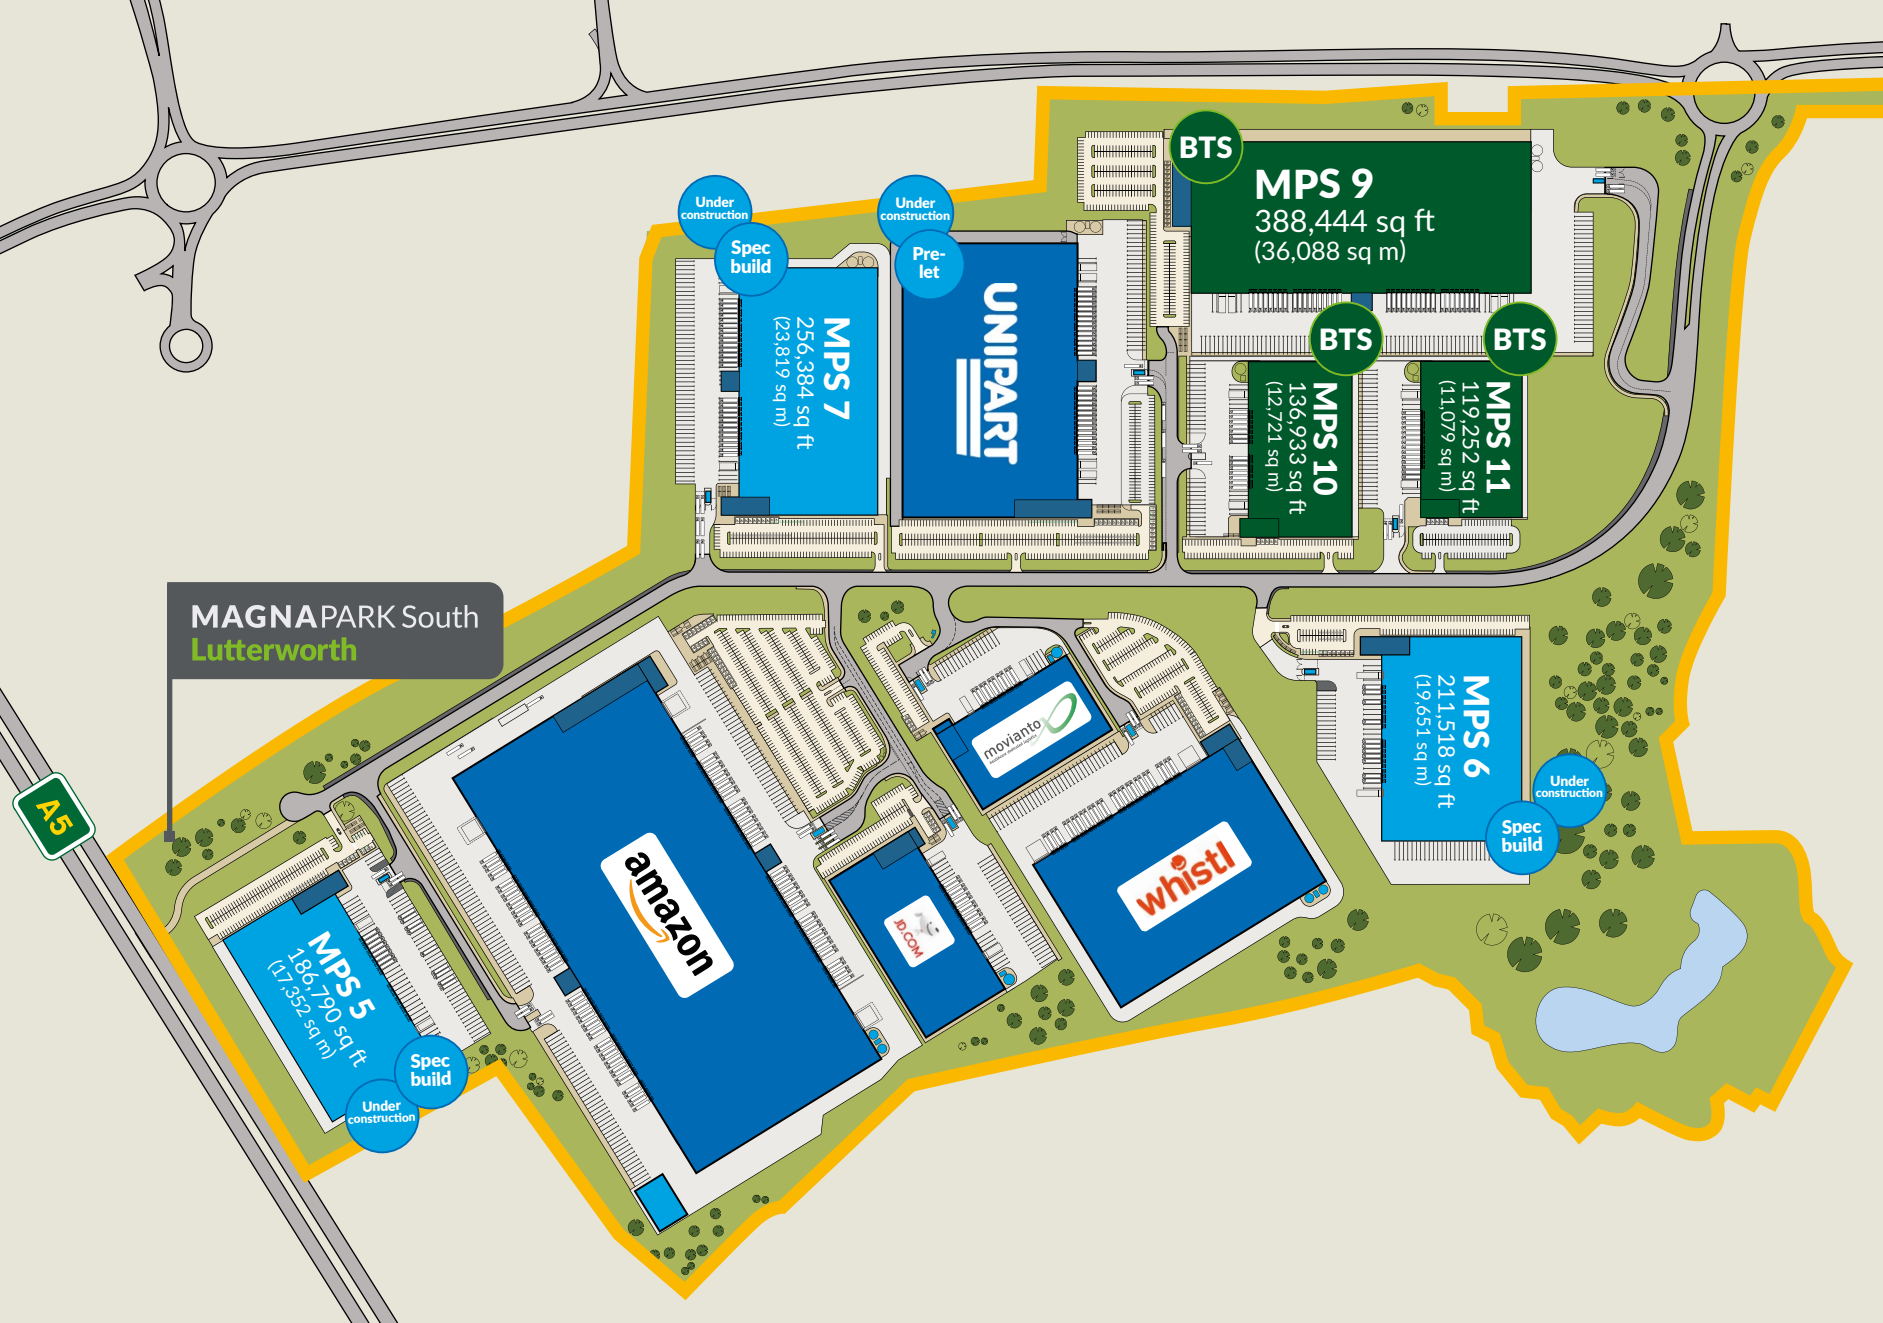 BTS
MPS 9
388,444 sq ft
(36,088 sq m)
Under
construction
Spec
build
Under
construction
Pre-
let
MPS 7
256,384 sq ft
(23,819 sq m)
UNIPART
BTS
MPS 10
136,933 sq ft
(12,721 sq m)
BTS
MPS 11
119,252 sq ft
(11,079 sq m)
MAGNAPARK South
Lutterworth
A5
movianto
MPS 6
211,518 sq ft
(19,651 sq m)
Under
construction
Spec
build
amazon
JD.COM
whistl
MPS 5
186,790 sq ft
(17,352 sq m)
Spec
build
Under
construction